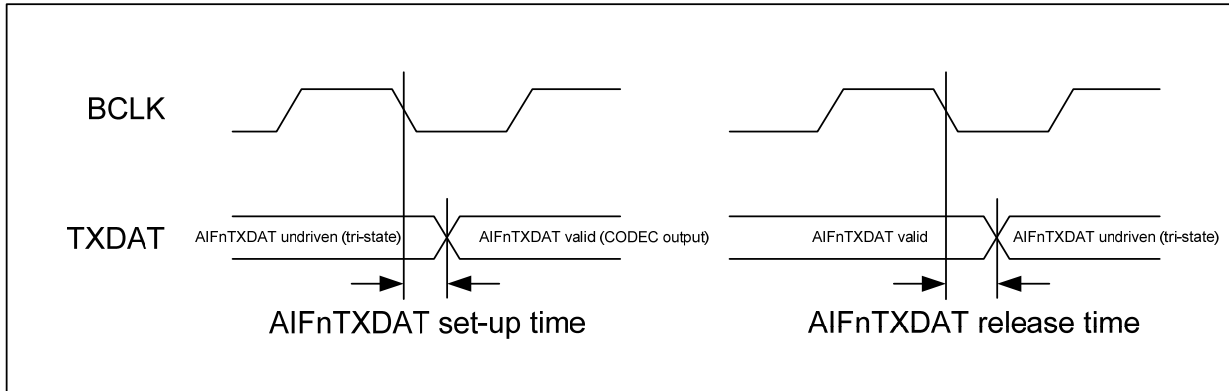 BCLK
TXDAT
AIFnTXDAT undriven (tri-state)
AIFnTXDAT valid (CODEC output)
AIFnTXDAT valid
AIFnTXDAT undriven (tri-state)
AIFnTXDAT set-up time
AIFnTXDAT release time